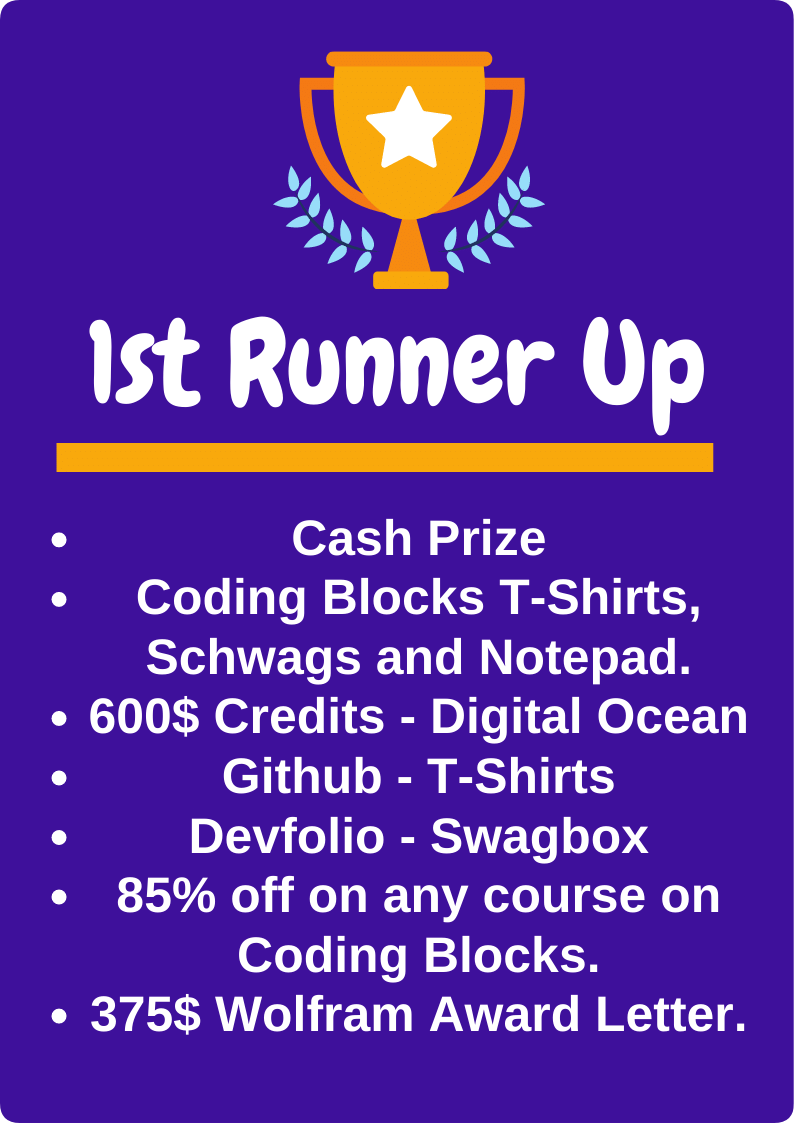 1st Runner Up
• Cash Prize
• Coding Blocks T-Shirts,
Schwags and Notepad.
• 600$ Credits - Digital Ocean
• Github - T-Shirts
• Devfolio - Swagbox
• 85% off on any course on
Coding Blocks.
• 375$ Wolfram Award Letter.